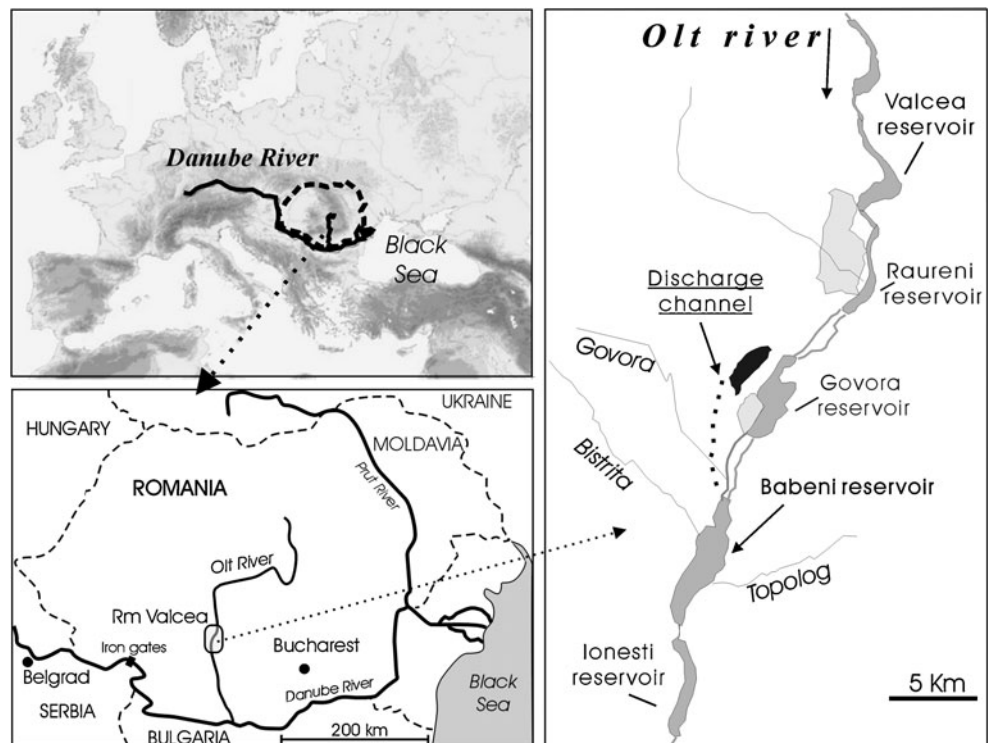 Danube River
Black
Sea
HUNGARY
UKRAINE
MOLDAVIA
ROMANIA
Prut River
Olt River
Rm Valcea
Iron gates
Bucharest
Belgrad
Danube River
SERBIA
BULGARIA
200 km
Black
Sea
Olt river
Valcea
reservoir
Raureni
reservoir
Discharge
channel
Govora
Govora
reservoir
Bistrita
Babeni reservoir
Topolog
Ionesti
reservoir
5 Km